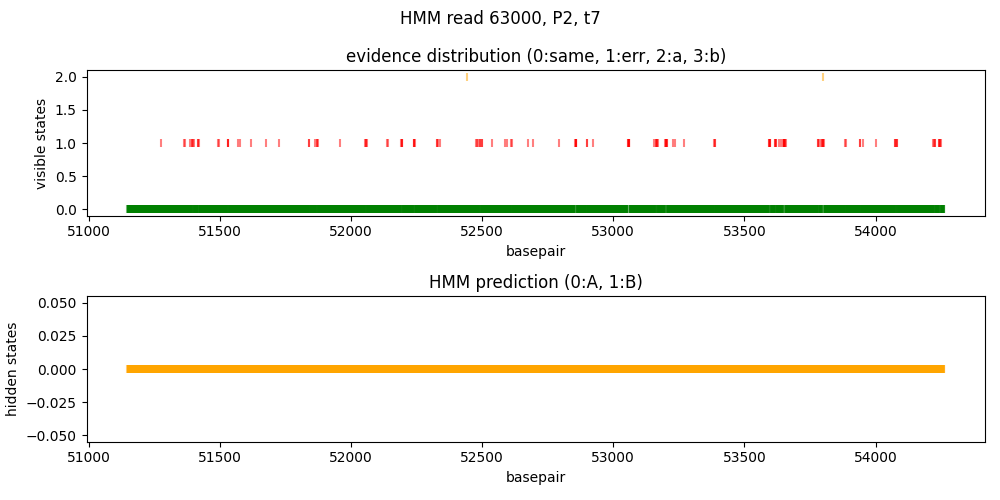 HMM read 63000, P2, t7
evidence distribution (0:same, 1:err, 2:a, 3:b)
visible states
2.0
1.5
1.0
0.5
0.0
51000 51500 52000 52500 53000 53500 54000
basepair
HMM prediction (0:A, 1:B)
hidden states
0.050
0.025
0.000
−0.025
−0.050
51000 51500 52000 52500 53000 53500 54000
basepair